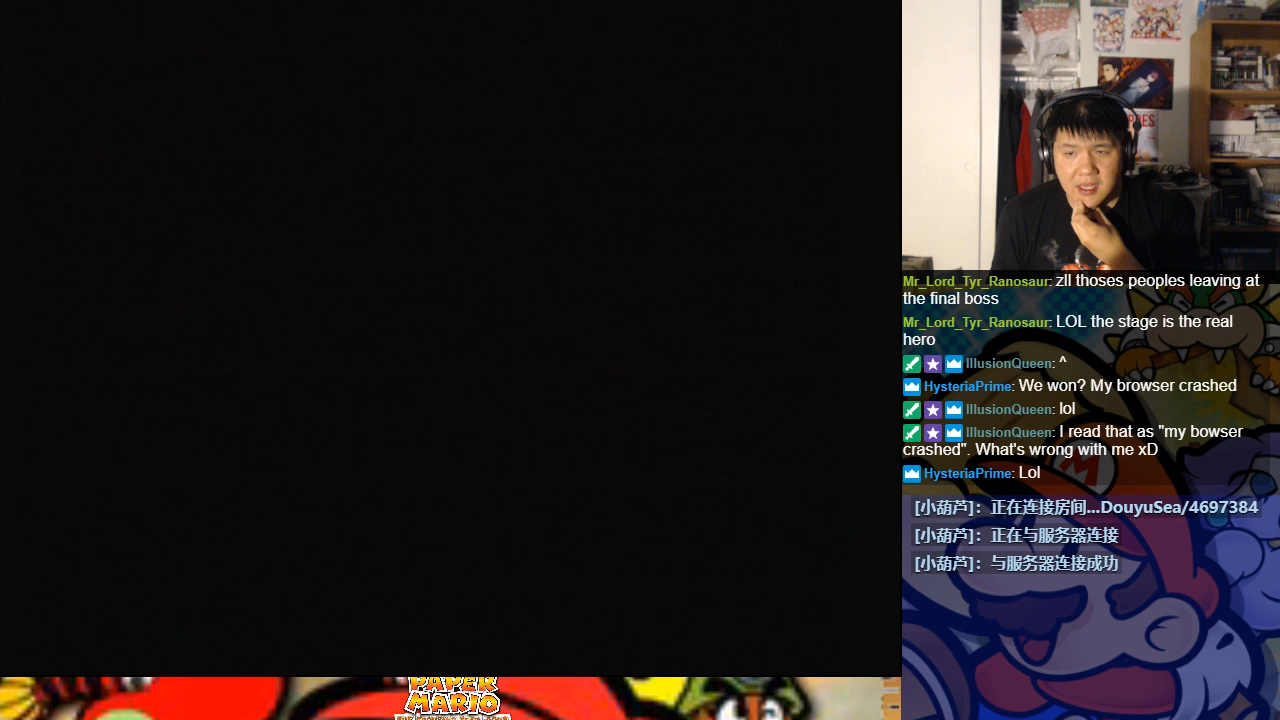 Mr_Lord_Tyr_Ranosaur: zll thoses peoples leaving at
the final boss
Mr_Lord_Tyr_Ranosaur: LOL the stage is the real
hero
IllusionQueen: ^
HysteriaPrime: We won? My browser crashed
IllusionQueen: lol
IllusionQueen: I read that as "my bowser
crashed". What's wrong with me xD
HysteriaPrime: Lol
[小葫芦]: 正在连接房间...DouyuSea/4697384
[小葫芦]: 正在与服务器连接
[小葫芦]: 与服务器连接成功
PAPER
MARIO